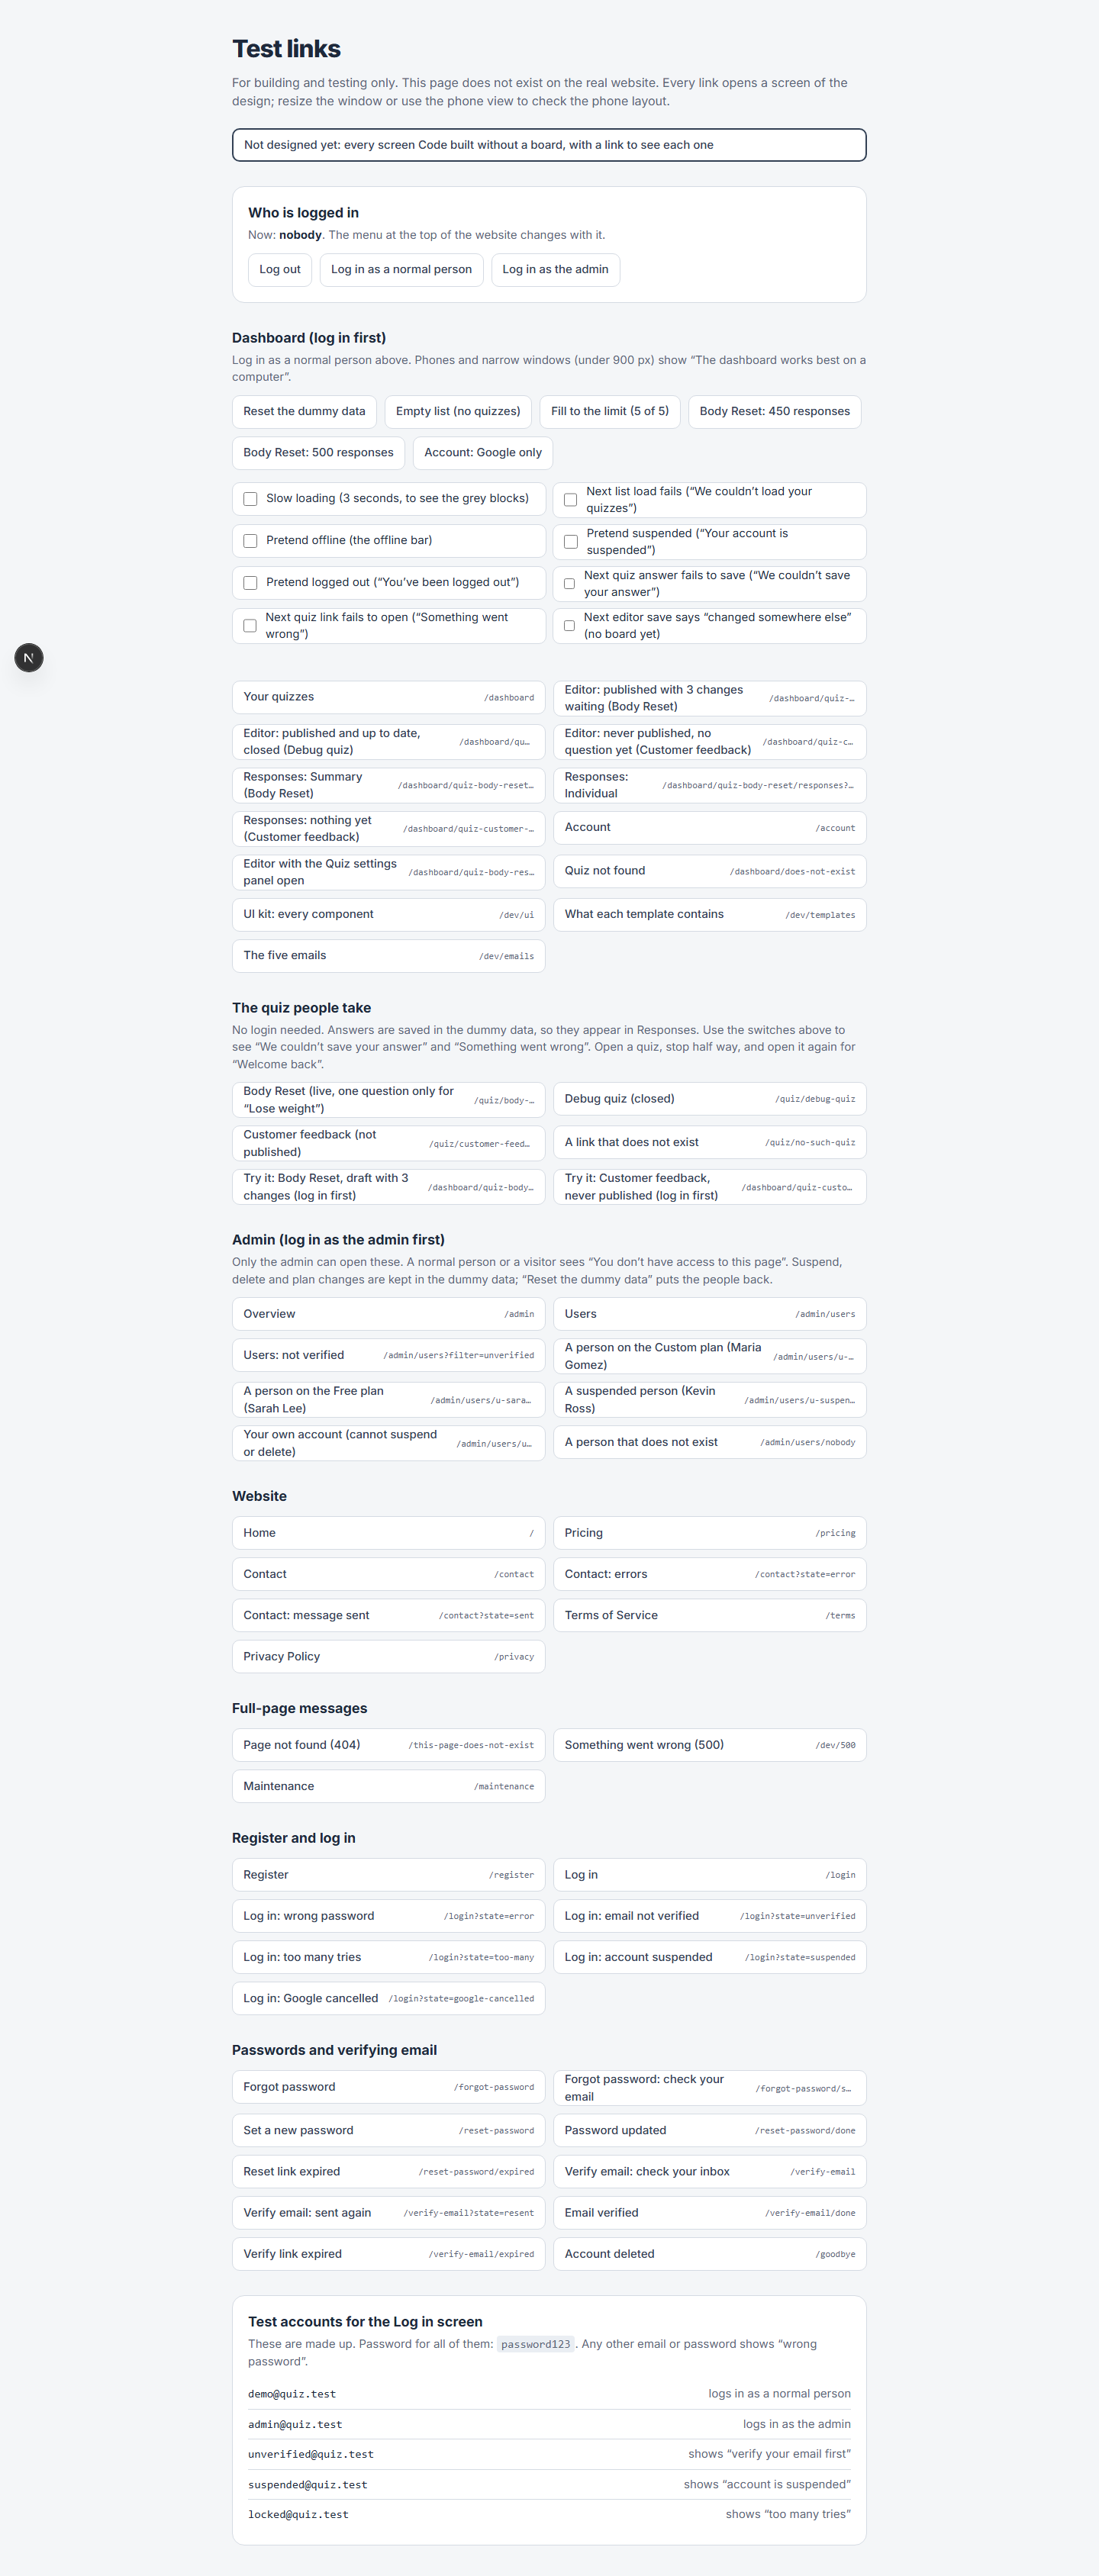 Test links
For building and testing only. This page does not exist on the real website. Every link opens a screen of the
design; resize the window or use the phone view to check the phone layout.
Not designed yet: every screen Code built without a board, with a link to see each one
Who is logged in
Now: nobody. The menu at the top of the website changes with it.
Log out
Log in as a normal person
Log in as the admin
Dashboard (log in first)
Log in as a normal person above. Phones and narrow windows (under 900 px) show “The dashboard works best on a
computer”.
Reset the dummy data
Empty list (no quizzes)
Fill to the limit (5 of 5)
Body Reset: 450 responses
Body Reset: 500 responses
Account: Google only
Slow loading (3 seconds, to see the grey blocks)
Next list load fails (“We couldn’t load your
quizzes”)
Pretend offline (the offline bar)
Pretend suspended (“Your account is
suspended”)
Pretend logged out (“You’ve been logged out”)
Next quiz answer fails to save (“We couldn’t save
your answer”)
Next quiz link fails to open (“Something went
wrong”)
Next editor save says “changed somewhere else”
(no board yet)
N
Your quizzes /dashboard
Editor: published with 3 changes
waiting (Body Reset) /dashboard/quiz-…
Editor: published and up to date,
closed (Debug quiz) /dashboard/qu…
Editor: never published, no
question yet (Customer feedback) /dashboard/quiz-c…
Responses: Summary
(Body Reset) /dashboard/quiz-body-reset…
Responses:
Individual /dashboard/quiz-body-reset/responses?…
Responses: nothing yet
(Customer feedback) /dashboard/quiz-customer-…
Account /account
Editor with the Quiz settings
panel open /dashboard/quiz-body-res…
Quiz not found /dashboard/does-not-exist
UI kit: every component /dev/ui
What each template contains /dev/templates
The five emails /dev/emails
The quiz people take
No login needed. Answers are saved in the dummy data, so they appear in Responses. Use the switches above to
see “We couldn’t save your answer” and “Something went wrong”. Open a quiz, stop half way, and open it again for
“Welcome back”.
Body Reset (live, one question only for
“Lose weight”) /quiz/body-…
Debug quiz (closed) /quiz/debug-quiz
Customer feedback (not
published) /quiz/customer-feed…
A link that does not exist /quiz/no-such-quiz
Try it: Body Reset, draft with 3
changes (log in first) /dashboard/quiz-body…
Try it: Customer feedback,
never published (log in first) /dashboard/quiz-custo…
Admin (log in as the admin first)
Only the admin can open these. A normal person or a visitor sees “You don’t have access to this page”. Suspend,
delete and plan changes are kept in the dummy data; “Reset the dummy data” puts the people back.
Overview /admin
Users /admin/users
Users: not verified /admin/users?filter=unverified
A person on the Custom plan (Maria
Gomez) /admin/users/u-…
A person on the Free plan
(Sarah Lee) /admin/users/u-sara…
A suspended person (Kevin
Ross) /admin/users/u-suspen…
Your own account (cannot suspend
or delete) /admin/users/u…
A person that does not exist /admin/users/nobody
Website
Home /
Pricing /pricing
Contact /contact
Contact: errors /contact?state=error
Contact: message sent /contact?state=sent
Terms of Service /terms
Privacy Policy /privacy
Full-page messages
Page not found (404) /this-page-does-not-exist
Something went wrong (500) /dev/500
Maintenance /maintenance
Register and log in
Register /register
Log in /login
Log in: wrong password /login?state=error
Log in: email not verified /login?state=unverified
Log in: too many tries /login?state=too-many
Log in: account suspended /login?state=suspended
Log in: Google cancelled /login?state=google-cancelled
Passwords and verifying email
Forgot password /forgot-password
Forgot password: check your
email /forgot-password/s…
Set a new password /reset-password
Password updated /reset-password/done
Reset link expired /reset-password/expired
Verify email: check your inbox /verify-email
Verify email: sent again /verify-email?state=resent
Email verified /verify-email/done
Verify link expired /verify-email/expired
Account deleted /goodbye
Test accounts for the Log in screen
These are made up. Password for all of them: password123. Any other email or password shows “wrong
password”.
demo@quiz.test logs in as a normal person
admin@quiz.test logs in as the admin
unverified@quiz.test shows “verify your email first”
suspended@quiz.test shows “account is suspended”
locked@quiz.test shows “too many tries”